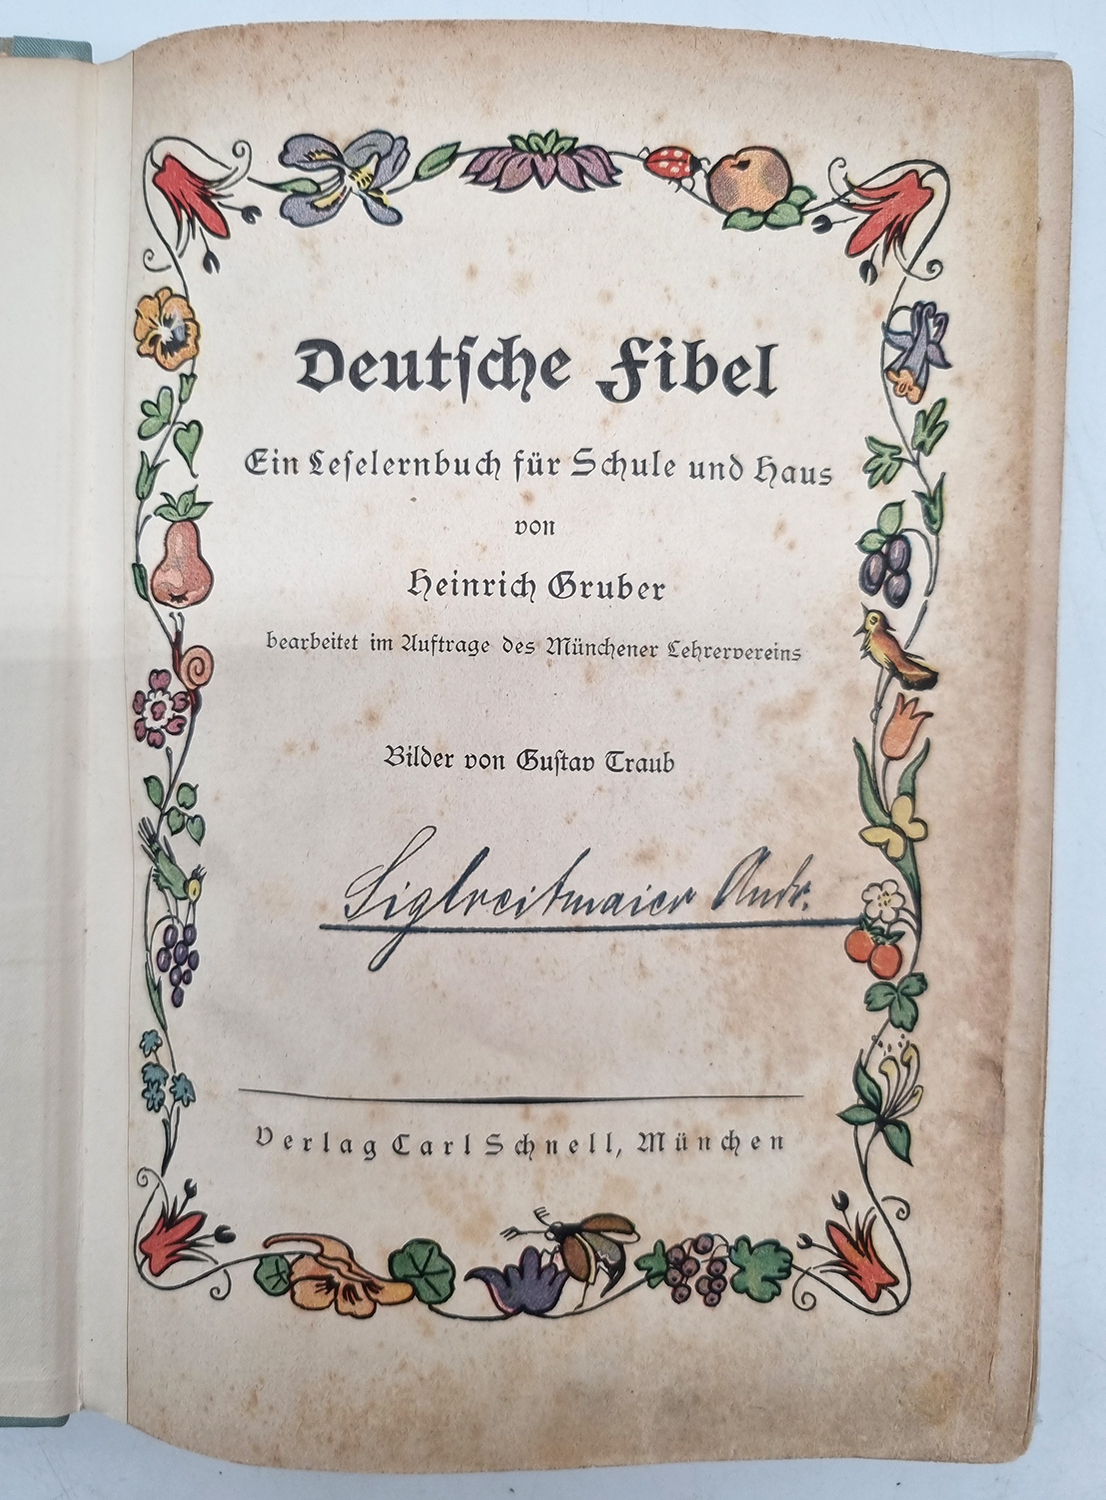 Deutsche Fibel
Ein Leselernbuch für Schule und Haus
von
Heinrich Gruber
bearbeitet im Auftrage des Münchener Lehrervereins
Bilder von Gustav Traub
Siglreitmaier Andr.
Verlag Carl Schnell, München